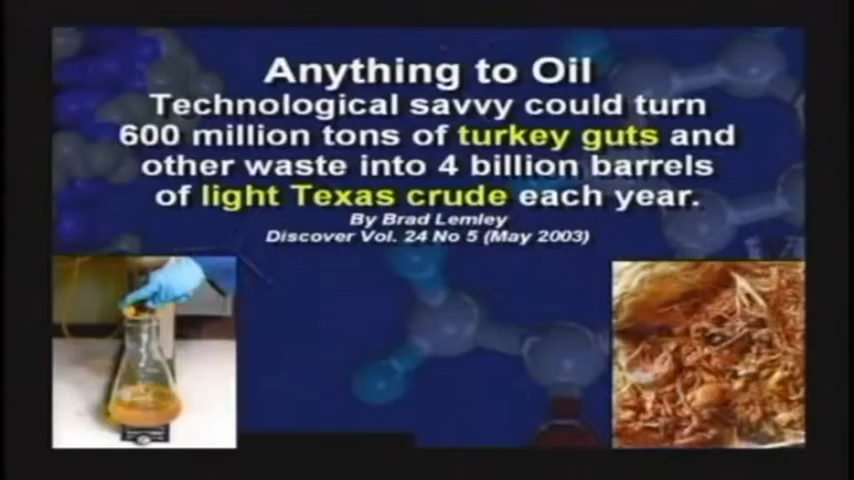 Anything to Oil
Technological savvy could turn
600 million tons of turkey guts and
other waste into 4 billion barrels
of light Texas crude each year.
By Brad Lemley
Discover Vol. 24 No 5 (May 2003)